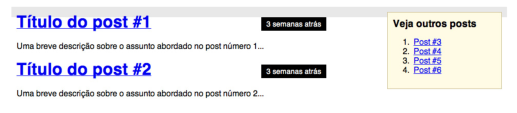 Título do post #1
3 semanas atrás
Uma breve descrição sobre o assunto abordado no post número 1...
Título do post #2
3 semanas atrás
Uma breve descrição sobre o assunto abordado no post número 2...
Veja outros posts
1. Post #3
2. Post #4
3. Post #5
4. Post #6